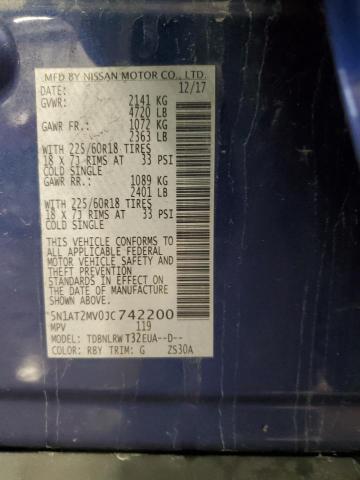 MFD BY NISSAN MOTOR CO., LTD.
DATE: 12/17
GVWR: 2141 KG
4720 LB
GAWR FR: 1072 KG
2363 LB
WITH 225/60R18 TIRES
18 X 7J RIMS AT 33 PSI
COLD SINGLE
GAWR RR: 1089 KG
2401 LB
WITH 225/60R18 TIRES
18 X 7J RIMS AT 33 PSI
COLD SINGLE
THIS VEHICLE CONFORMS TO
ALL APPLICABLE FEDERAL
MOTOR VEHICLE SAFETY
AND THEFT PREVENTION
STANDARDS IN EFFECT ON
THE DATE OF MANUFACTURE
SHOWN ABOVE.
5N1AT2MV0JC742200
MPV 119
MODEL: TDBNLRW T32EUA--D--
COLOR: RBY TRIM: G ZS30A